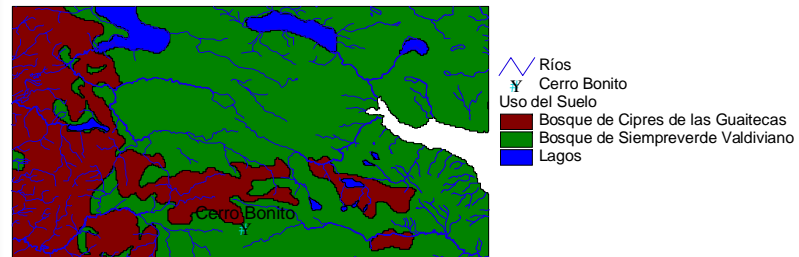 Cerro Bonito
Y
Ríos
Y
Cerro Bonito
Uso del Suelo
Bosque de Cipres de las Guaitecas
Bosque de Siempreverde Valdiviano
Lagos